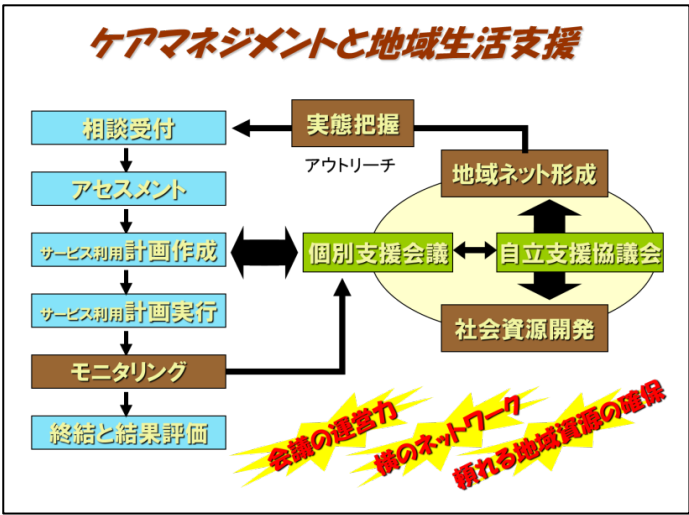 ケアマネジメントと地域生活支援
相談受付
アセスメント
サービス利用計画作成
サービス利用計画実行
モニタリング
終結と結果評価
実態把握
アウトリーチ
地域ネット形成
個別支援会議
自立支援協議会
社会資源開発
会議の運営力
横のネットワーク
頼れる地域資源の確保